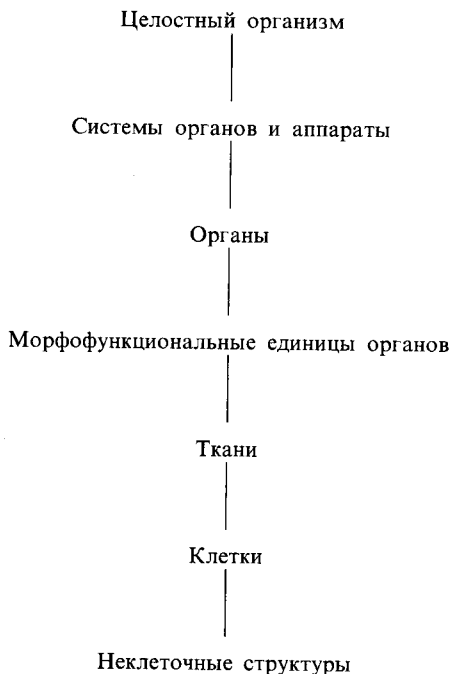 Целостный организм
Системы органов и аппараты
Органы
Морфофункциональные единицы органов
Ткани
Клетки
Неклеточные структуры